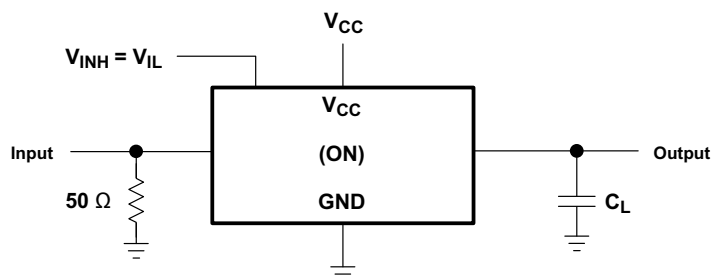 V_CC
V_INH = V_IL
V_CC
Input
(ON)
Output
50 Ω
GND
C_L